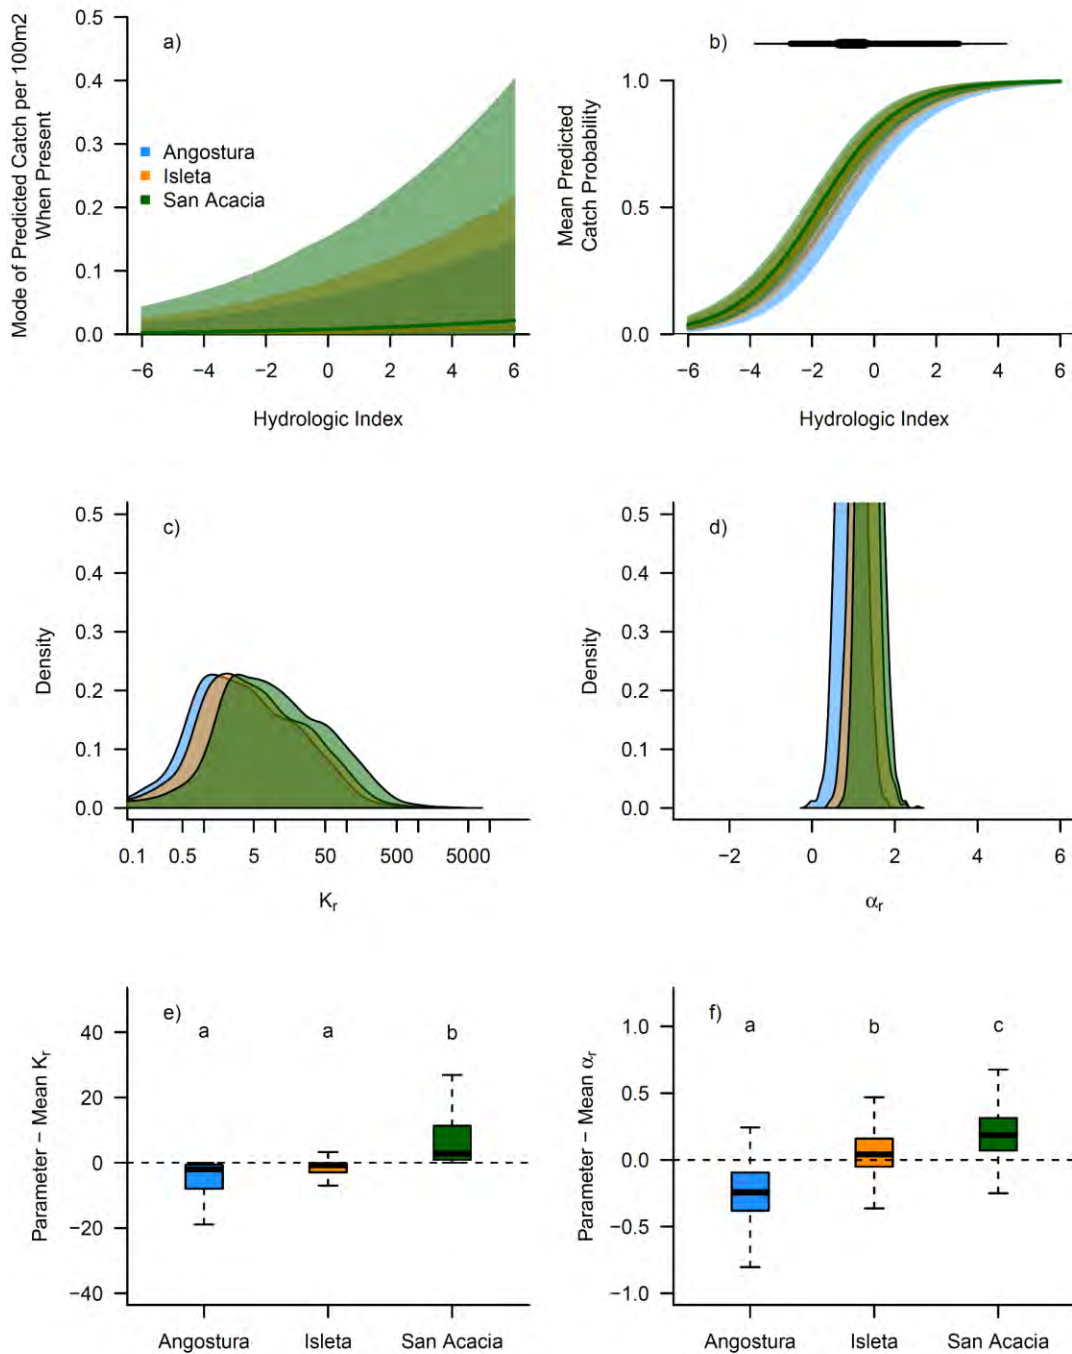 a)
0.5
0.4
0.3
0.2
0.1
0.0
Mode of Predicted Catch per 100m2
When Present
Angostura
Isleta
San Acacia
−6 −4 −2 0 2 4 6
Hydrologic Index
b)
1.0
0.5
0.0
Mean Predicted
Catch Probability
−6 −4 −2 0 2 4 6
Hydrologic Index
c)
0.5
0.4
0.3
0.2
0.1
0.0
Density
0.1 0.5 5 50 500 5000
Kr
d)
0.5
0.4
0.3
0.2
0.1
0.0
Density
−2 0 2 4 6
αr
e)
a a b
40
20
0
−20
−40
Parameter − Mean Kr
Angostura Isleta San Acacia
f)
a b c
1.0
0.5
0.0
−0.5
−1.0
Parameter − Mean αr
Angostura Isleta San Acacia